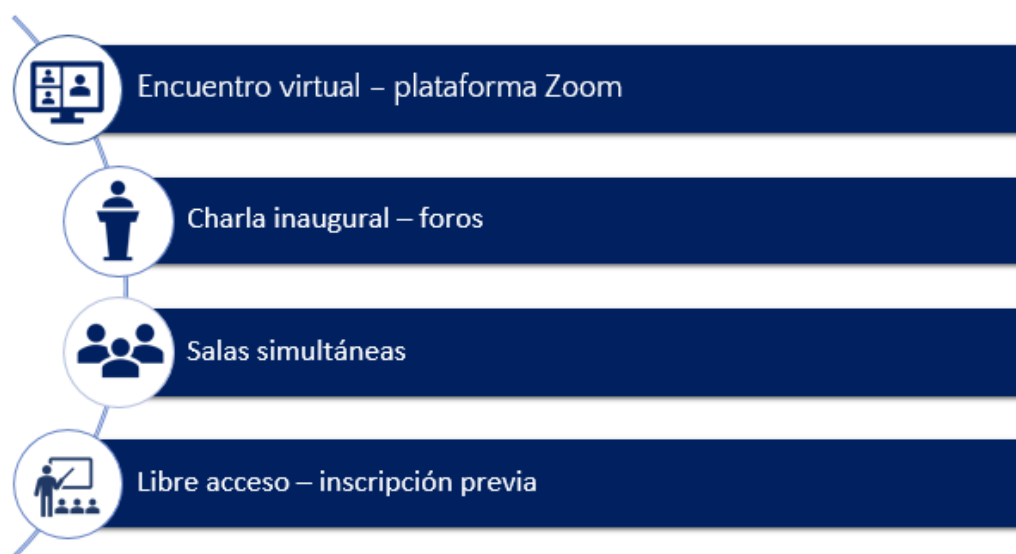 Encuentro virtual – plataforma Zoom
Charla inaugural – foros
Salas simultáneas
Libre acceso – inscripción previa